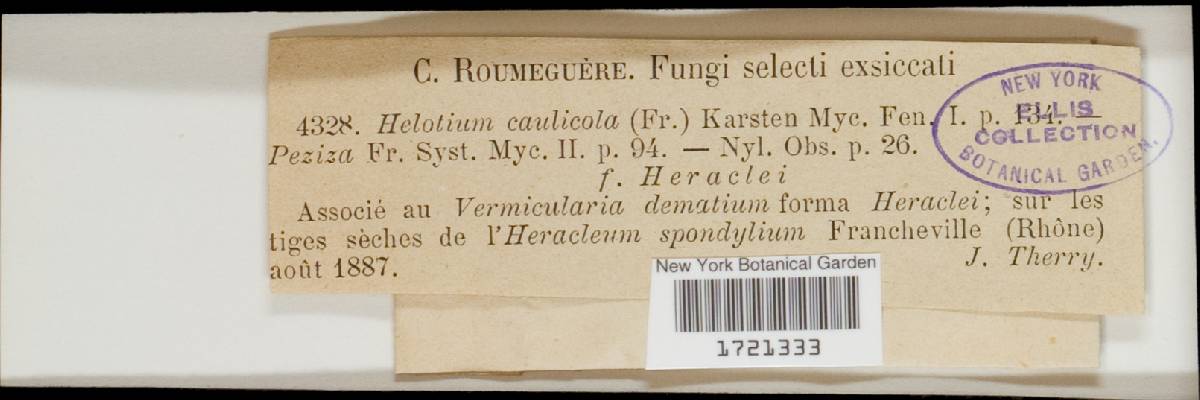 C. ROUMEGUÈRE. Fungi selecti exsiccati
4328. Helotium caulicola (Fr.) Karsten Myc. Fen. I. p. 134. —
Peziza Fr. Syst. Myc. II. p. 94. — Nyl. Obs. p. 26.
f. Heraclei
Associé au Vermicularia dematium forma Heraclei; sur les
tiges sèches de l'Heracleum spondylium Francheville (Rhône)
août 1887.
J. Therry.
NEW YORK
ELLIS
COLLECTION
BOTANICAL GARDEN.
New York Botanical Garden
1721333